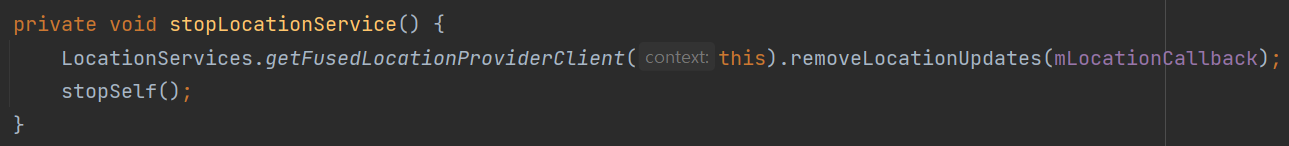 private void stopLocationService() {
    LocationServices.getFusedLocationProviderClient( context: this).removeLocationUpdates(mLocationCallback);
    stopSelf();
}